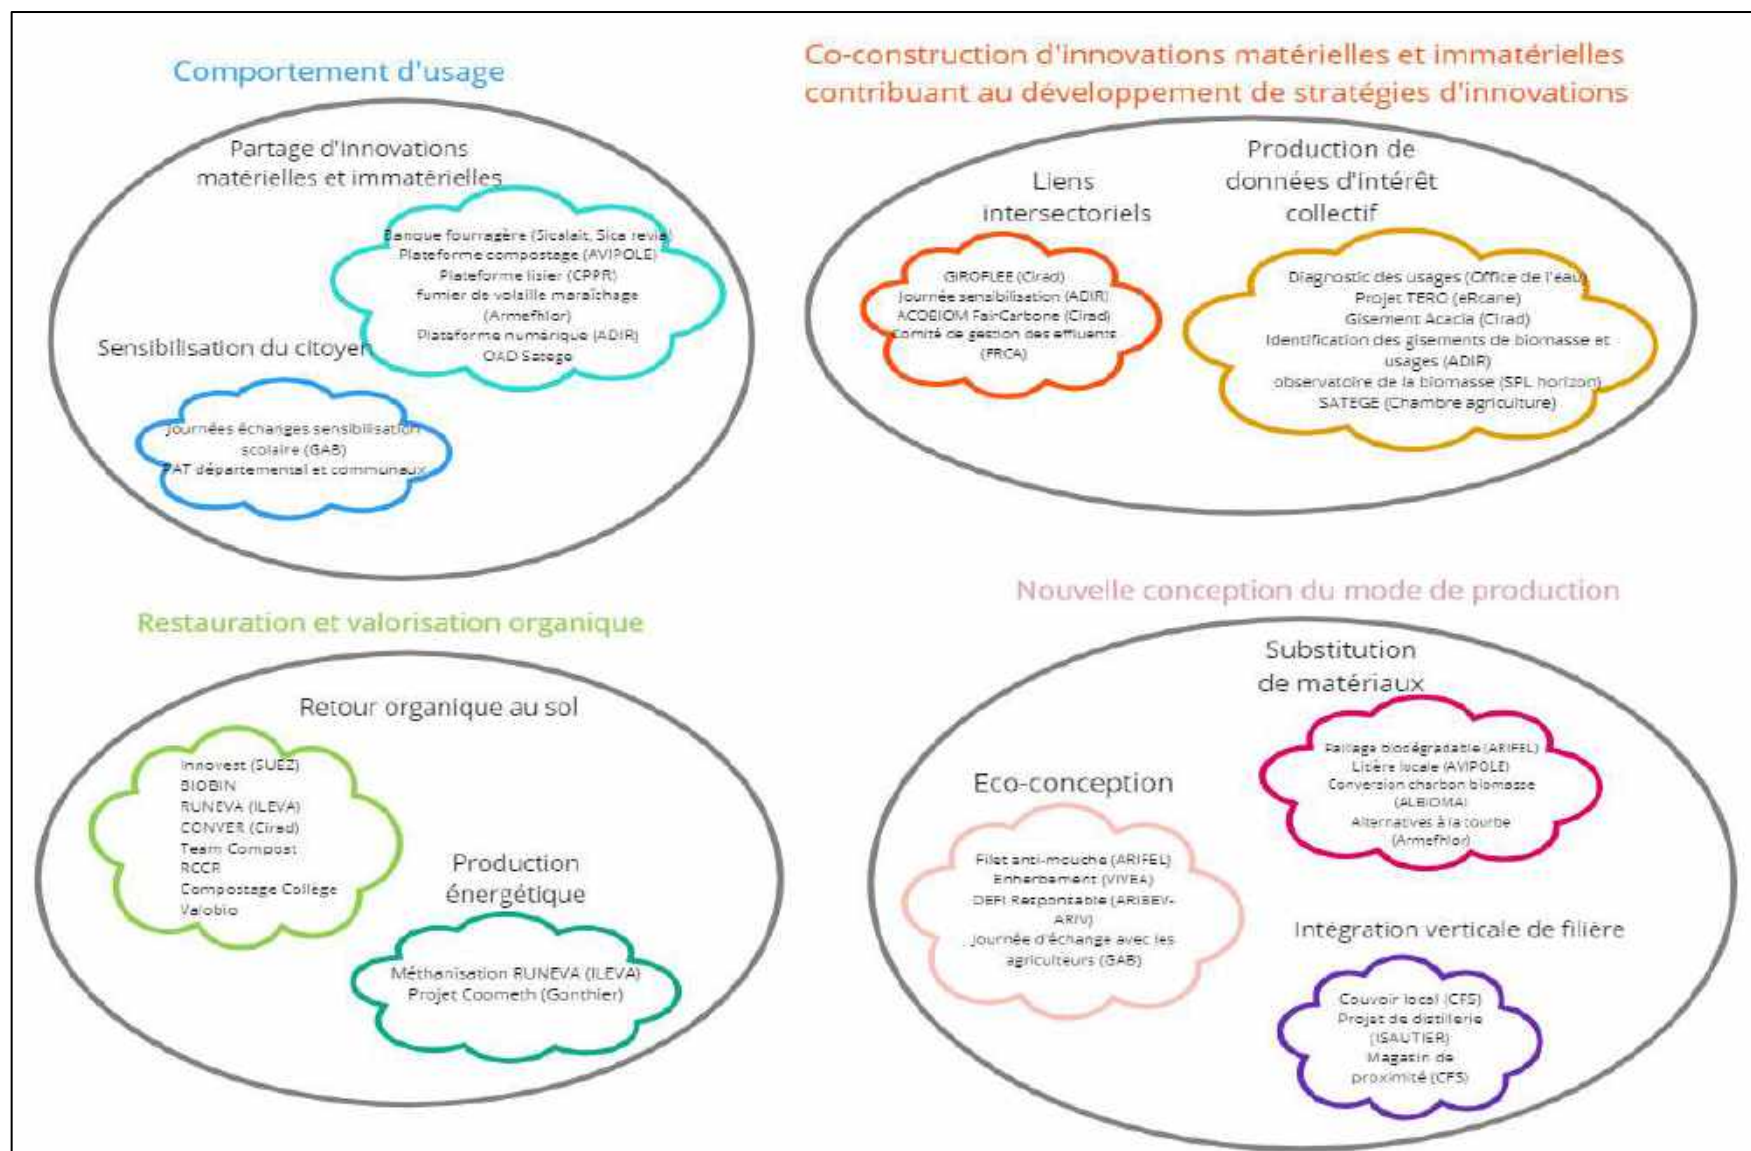 Comportement d'usage
Partage d'innovations
matérielles et immatérielles
Banque fourragère (Sicalait, Sica revia)
Plateforme compostage (AVIPOLE)
Plateforme lisier (CPPR)
fumier de volaille maraîchage
(Armefhlor)
Plateforme numérique (ADIR)
OAD Satege
Sensibilisation du citoyen
Journées échanges sensibilisation
scolaire (GAB)
PAT départemental et communaux
Co-construction d'innovations matérielles et immatérielles
contribuant au développement de stratégies d'innovations
Liens
intersectoriels
GIROFLEE (Cirad)
Journée sensibilisation (ADIR)
ACOBIOM FairCarbone (Cirad)
Comité de gestion des effluents
(FRCA)
Production de
données d'intérêt
collectif
Diagnostic des usages (Office de l'eau)
Projet TERO (eRcane)
Gisement Acacia (Cirad)
Identification des gisements de biomasse et
usages (ADIR)
observatoire de la biomasse (SPL horizon)
SATEGE (Chambre agriculture)
Restauration et valorisation organique
Retour organique au sol
Innovest (SUEZ)
BIOBIN
RUNEVA (ILEVA)
CONVER (Cirad)
Team Compost
RCCR
Compostage Collège
Valobio
Production
énergétique
Méthanisation RUNEVA (ILEVA)
Projet Coometh (Gonthier)
Nouvelle conception du mode de production
Substitution
de matériaux
Paillage biodégradable (ARIFEL)
Litière locale (AVIPOLE)
Conversion charbon biomasse
(ALBIOMA)
Alternatives à la tourbe
(Armefhlor)
Eco-conception
Filet anti-mouche (ARIFEL)
Enherbement (VIVEA)
DEFI Responsable (ARIBEV-
ARIV)
Journée d'échange avec les
agriculteurs (GAB)
Intégration verticale de filière
Couvoir local (CFS)
Projet de distillerie
(ISAUTIER)
Magasin de
proximité (CFS)